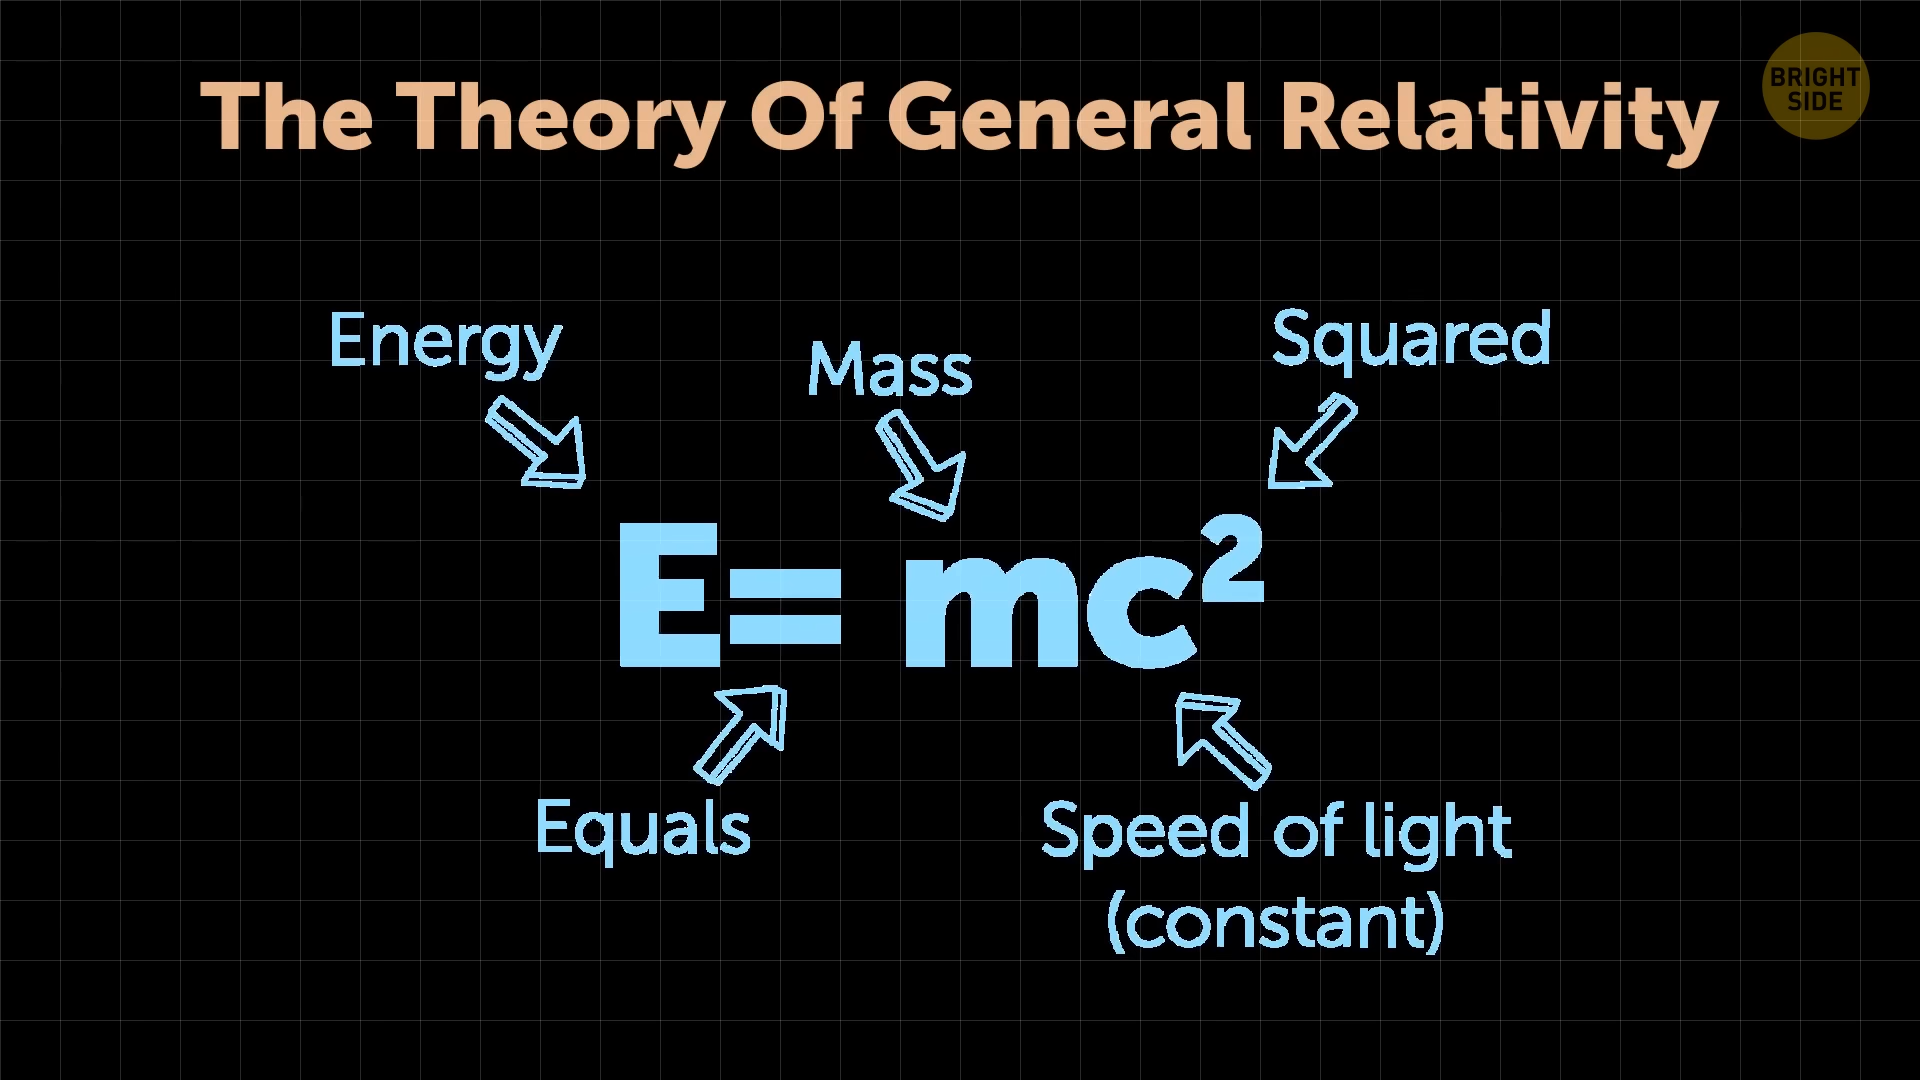 The Theory Of General Relativity
BRIGHT
SIDE
Energy
Mass
Squared
E= mc²
Equals
Speed of light
(constant)